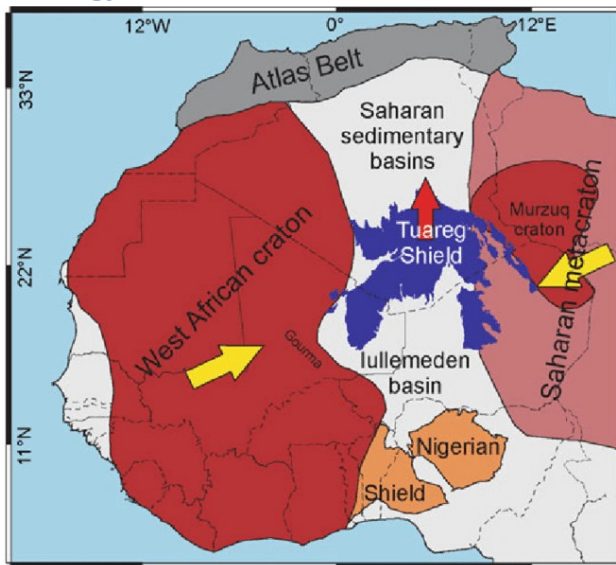 12°W 0° 12°E
33°N
22°N
11°N
Atlas Belt
Saharan
sedimentary
basins
Murzuq
craton
Tuareg
Shield
West African craton
Saharan metacraton
Gourma
Iullemeden
basin
Nigerian
Shield